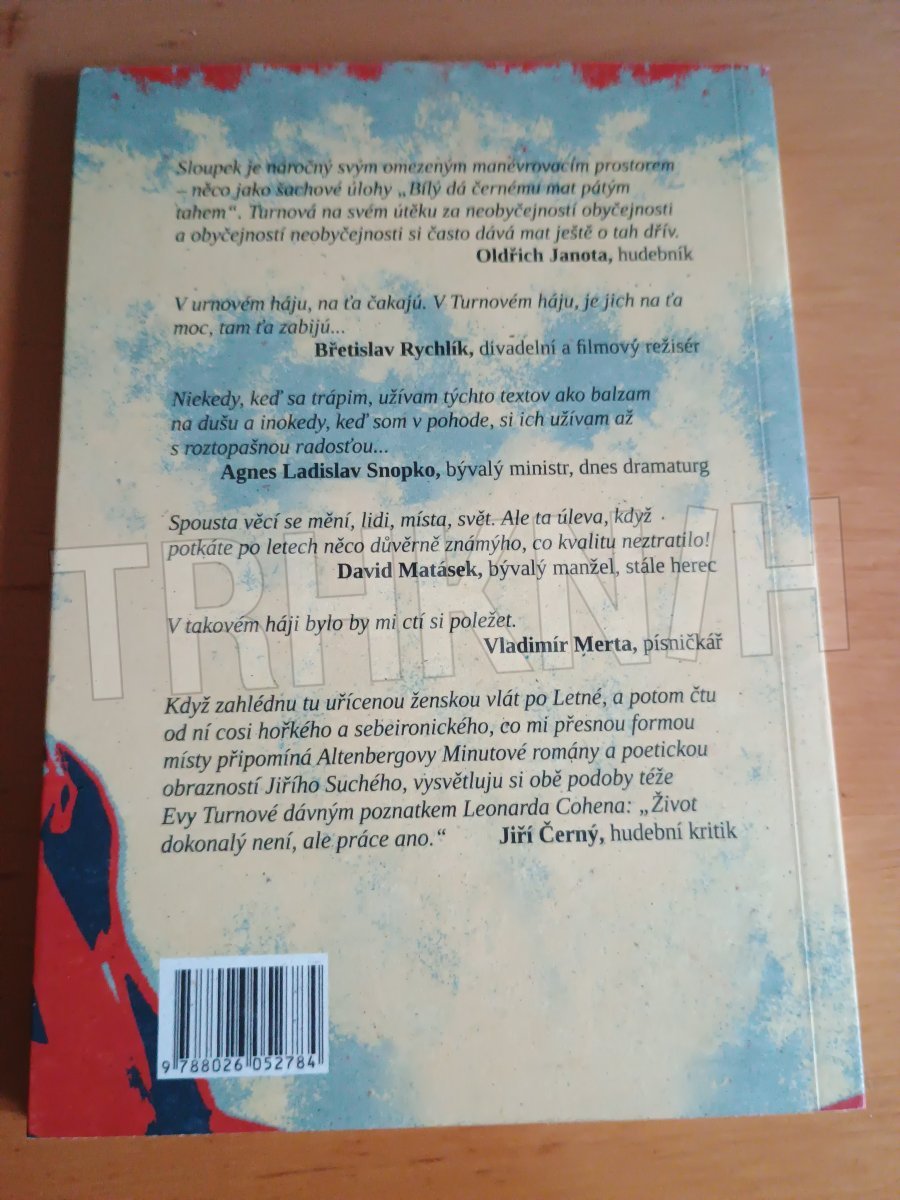 Sloupek je náročný svým omezeným manévrovacím prostorem
– něco jako šachové úlohy „Bílý dá černému mat pátým
tahem“. Turnová na svém útěku za neobyčejností obyčejnosti
a obyčejností neobyčejnosti si často dává mat ještě o tah dřív.
Oldřich Janota, hudebník
V urnovém háju, na ťa čakajú. V Turnovém háju, je jich na ťa
moc, tam ťa zabijú...
Břetislav Rychlík, divadelní a filmový režisér
Niekedy, keď sa trápim, užívam týchto textov ako balzam
na dušu a inokedy, keď som v pohode, si ich užívam až
s roztopašnou radosťou...
Agnes Ladislav Snopko, bývalý ministr, dnes dramaturg
Spousta věcí se mění, lidi, místa, svět. Ale ta úleva, když
potkáte po letech něco důvěrně známýho, co kvalitu neztratilo!
David Matásek, bývalý manžel, stále herec
V takovém háji bylo by mi ctí si poležet.
Vladimír Merta, písničkář
Když zahlédnu tu uřícenou ženskou vlát po Letné, a potom čtu
od ní cosi hořkého a sebeironického, co mi přesnou formou
místy připomíná Altenbergovy Minutové romány a poetickou
obrazností Jiřího Suchého, vysvětluju si obě podoby téže
Evy Turnové dávným poznatkem Leonarda Cohena: „Život
dokonalý není, ale práce ano.“ Jiří Černý, hudební kritik
9 788026 052784
TRHKNIH